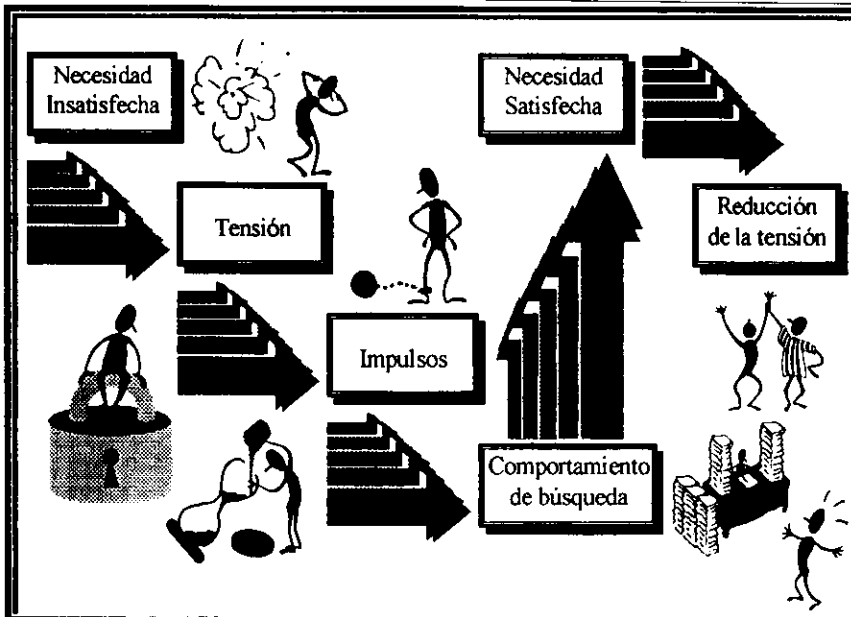 Necesidad
Insatisfecha
Tensión
Impulsos
Comportamiento
de búsqueda
Necesidad
Satisfecha
Reducción
de la tensión